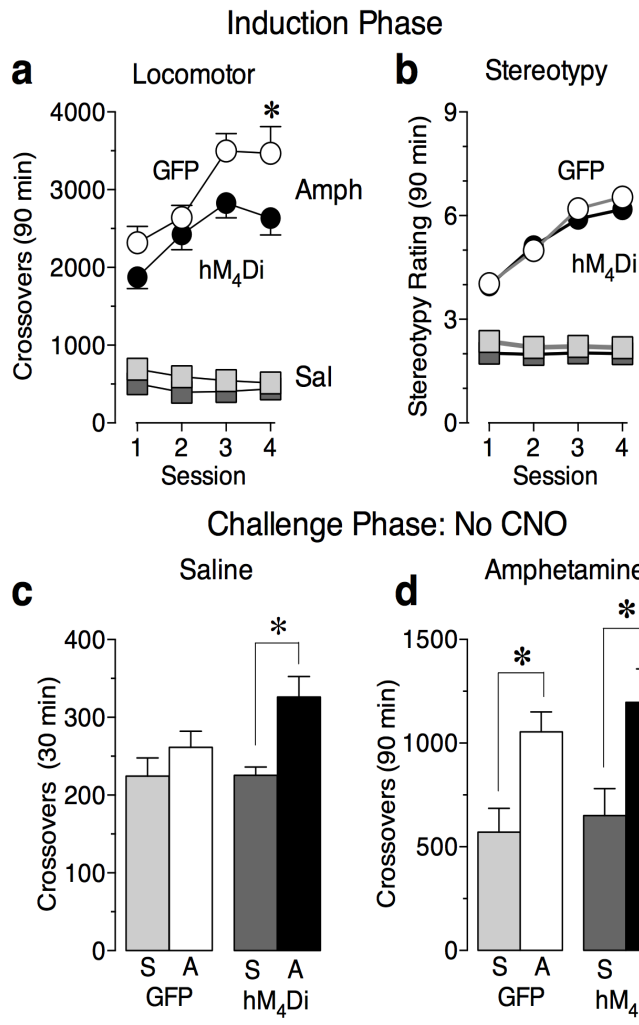 Induction Phase
a
Locomotor
Crossovers (90 min)
4000
3000
2000
1000
0
GFP
*
Amph
hM4Di
Sal
1 2 3 4
Session
b
Stereotypy
Stereotypy Rating (90 min)
9
6
3
0
GFP
hM4Di
1 2 3 4
Session
Challenge Phase: No CNO
c
Saline
Crossovers (30 min)
400
300
200
100
0
*
S A S A
GFP hM4Di
d
Amphetamine
Crossovers (90 min)
1500
1000
500
0
*
*
S A S
GFP hM4